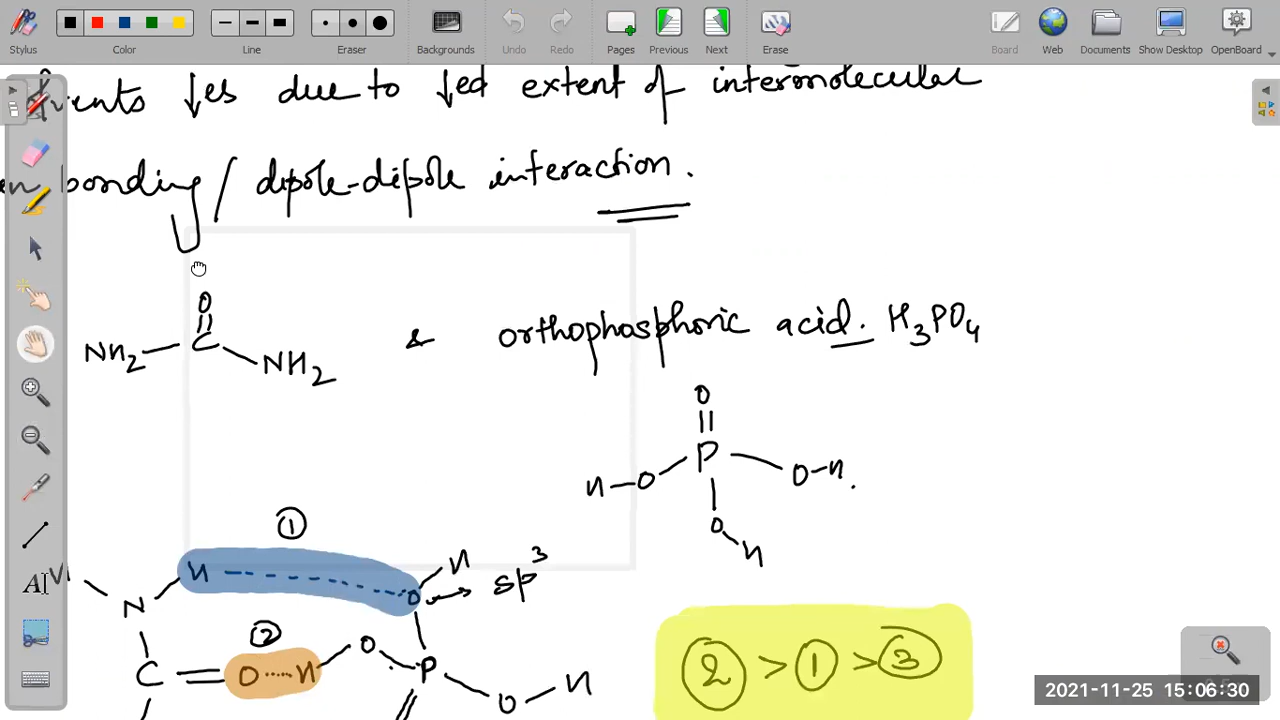 Stylus Color Line Eraser Backgrounds Undo Redo Pages Previous Next Erase Board Web Documents Show Desktop OpenBoard
↓es due to ↓ed extent of intermolecular
bonding / dipole-dipole interaction.
O
NH2 — C — NH2 & orthophosphoric acid. H3PO4
O
P
H — O O — H.
O
H
①
H H
N H ------ O → sp3
②
O
C = O ..... H P
O — H
② > ① > ③
2021-11-25 15:06:30